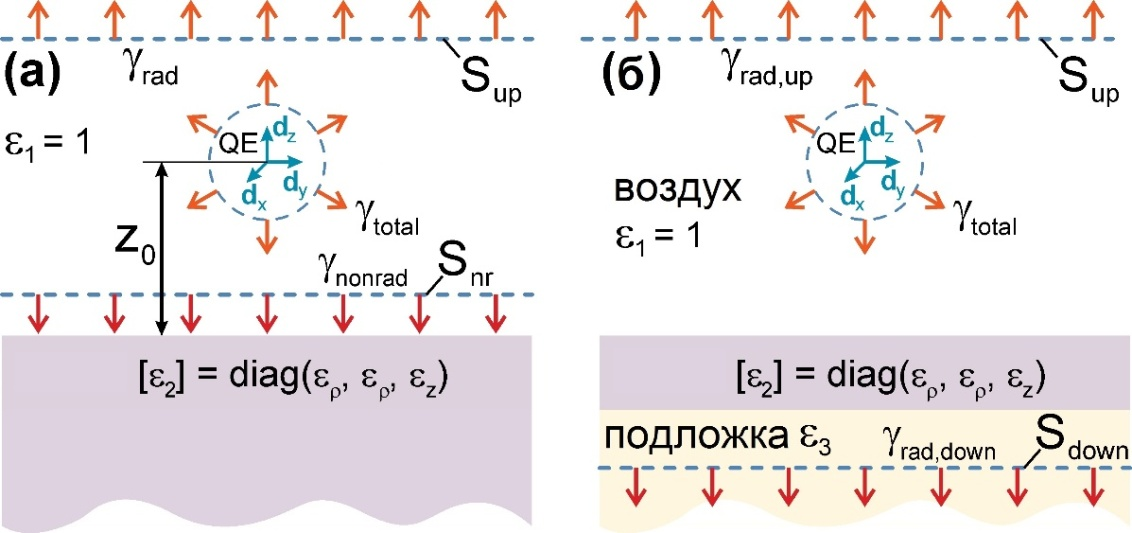 (а)
γrad
Sup
ε1 = 1
QE
dz
dx
dy
γtotal
z0
γnonrad
Snr
[ε2] = diag(ερ, ερ, εz)
(б)
γrad,up
Sup
QE
dz
dx
dy
γtotal
воздух
ε1 = 1
[ε2] = diag(ερ, ερ, εz)
подложка ε3
γrad,down
Sdown